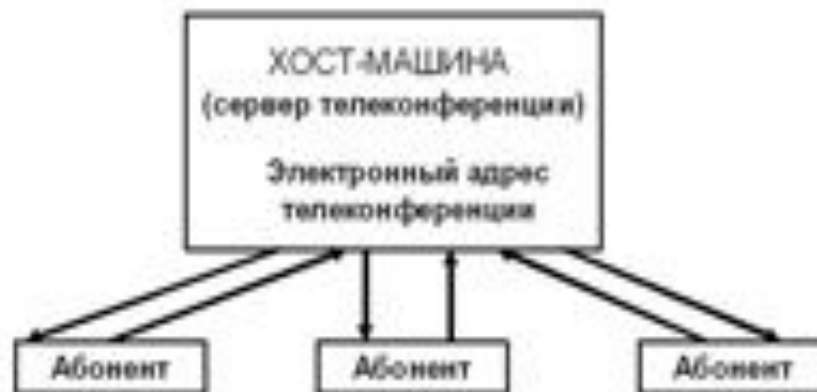 ХОСТ-МАШИНА
(сервер телеконференции)
Электронный адрес
телеконференции
Абонент
Абонент
Абонент